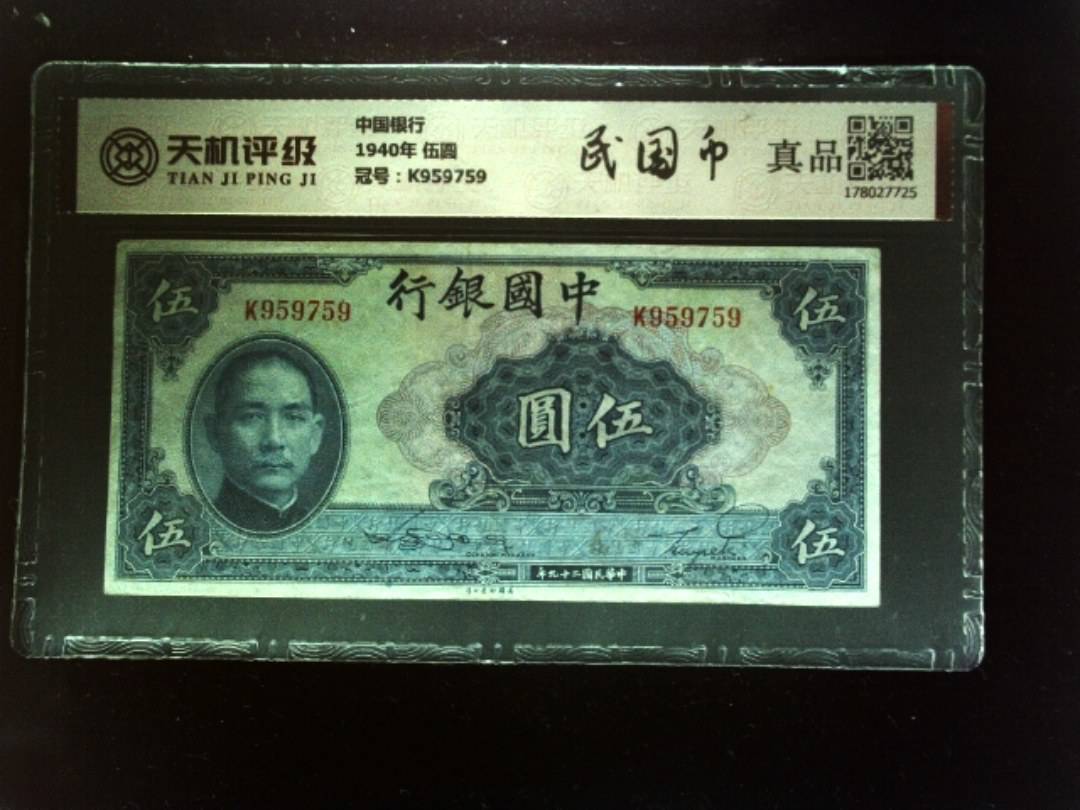 天机评级
TIAN JI PING JI
中国银行
1940年 伍圆
冠号：K959759
民国币
真品
178027725
行銀國中
伍
伍
K959759
K959759
圓伍
伍
伍
年九十二國民華中